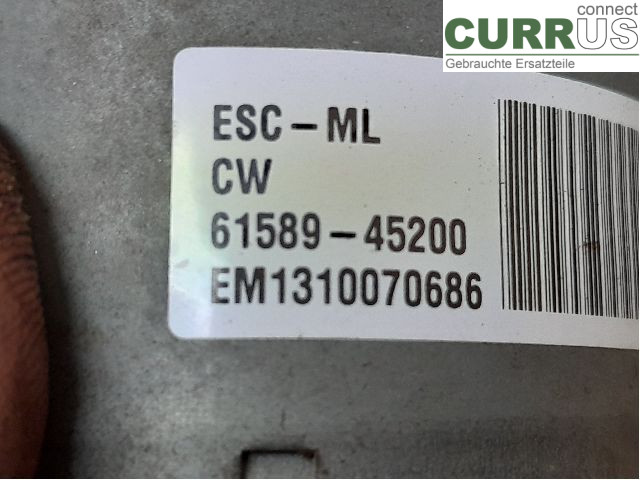 connect
CURRUS
Gebrauchte Ersatzteile
ESC-ML
CW
61589-45200
EM1310070686